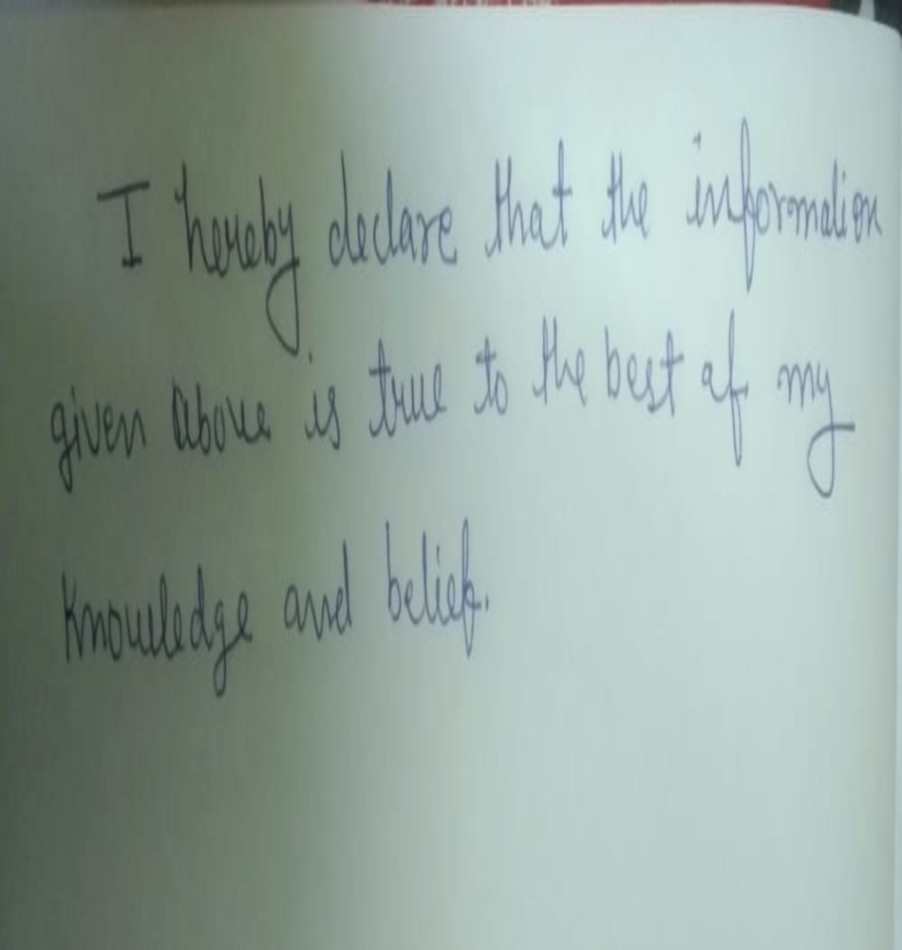 I hereby declare that the information
given above is true to the best of my
knowledge and belief.